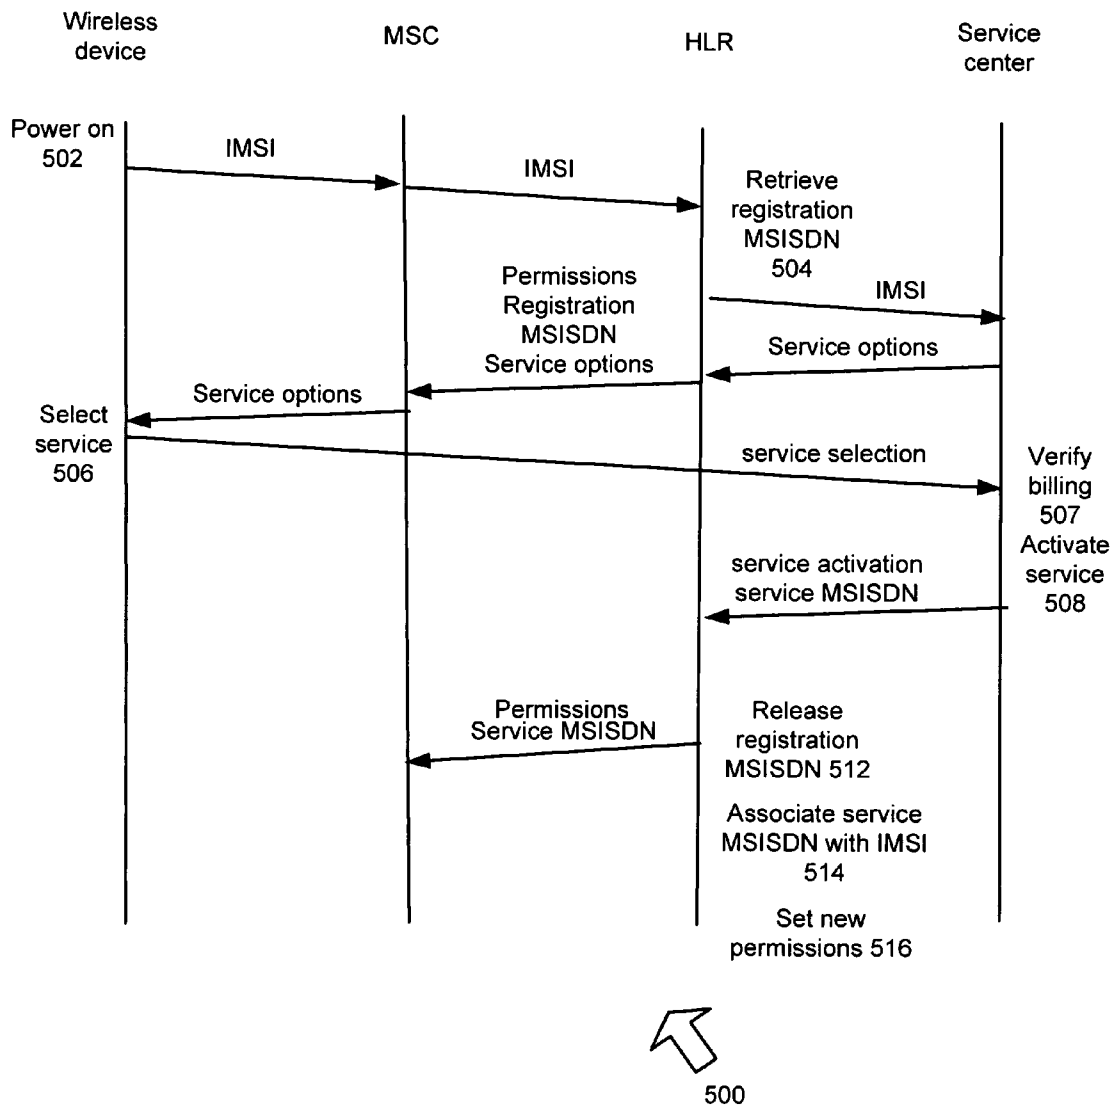 Wireless
device
MSC
HLR
Service
center
Power on
502
IMSI
IMSI
Retrieve
registration
MSISDN
504
Permissions
Registration
MSISDN
Service options
IMSI
Service options
Service options
Select
service
506
service selection
Verify
billing
507
Activate
service
508
service activation
service MSISDN
Permissions
Service MSISDN
Release
registration
MSISDN 512
Associate service
MSISDN with IMSI
514
Set new
permissions 516
500